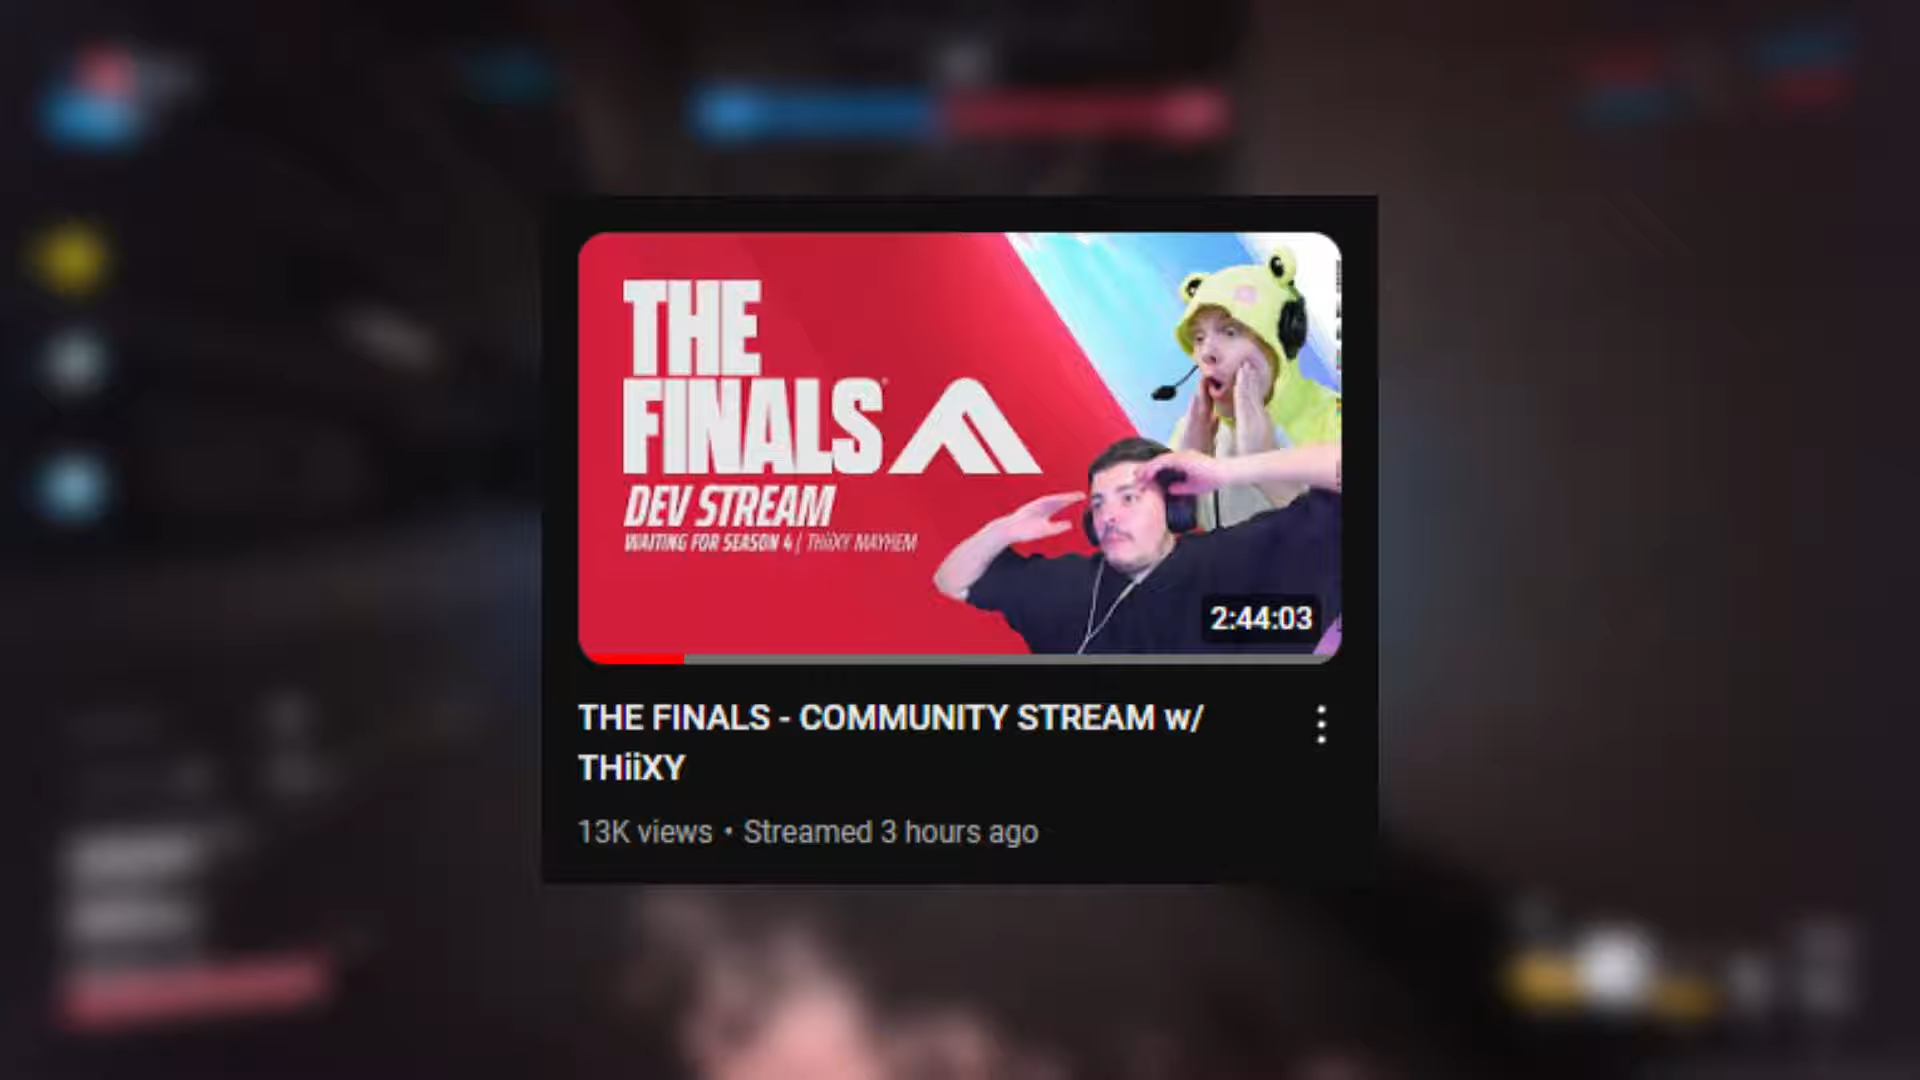 THE
FINALS
DEV STREAM
WAITING FOR SEASON 4 | THiiXY MAYHEM
2:44:03
THE FINALS - COMMUNITY STREAM w/
THiiXY
13K views • Streamed 3 hours ago